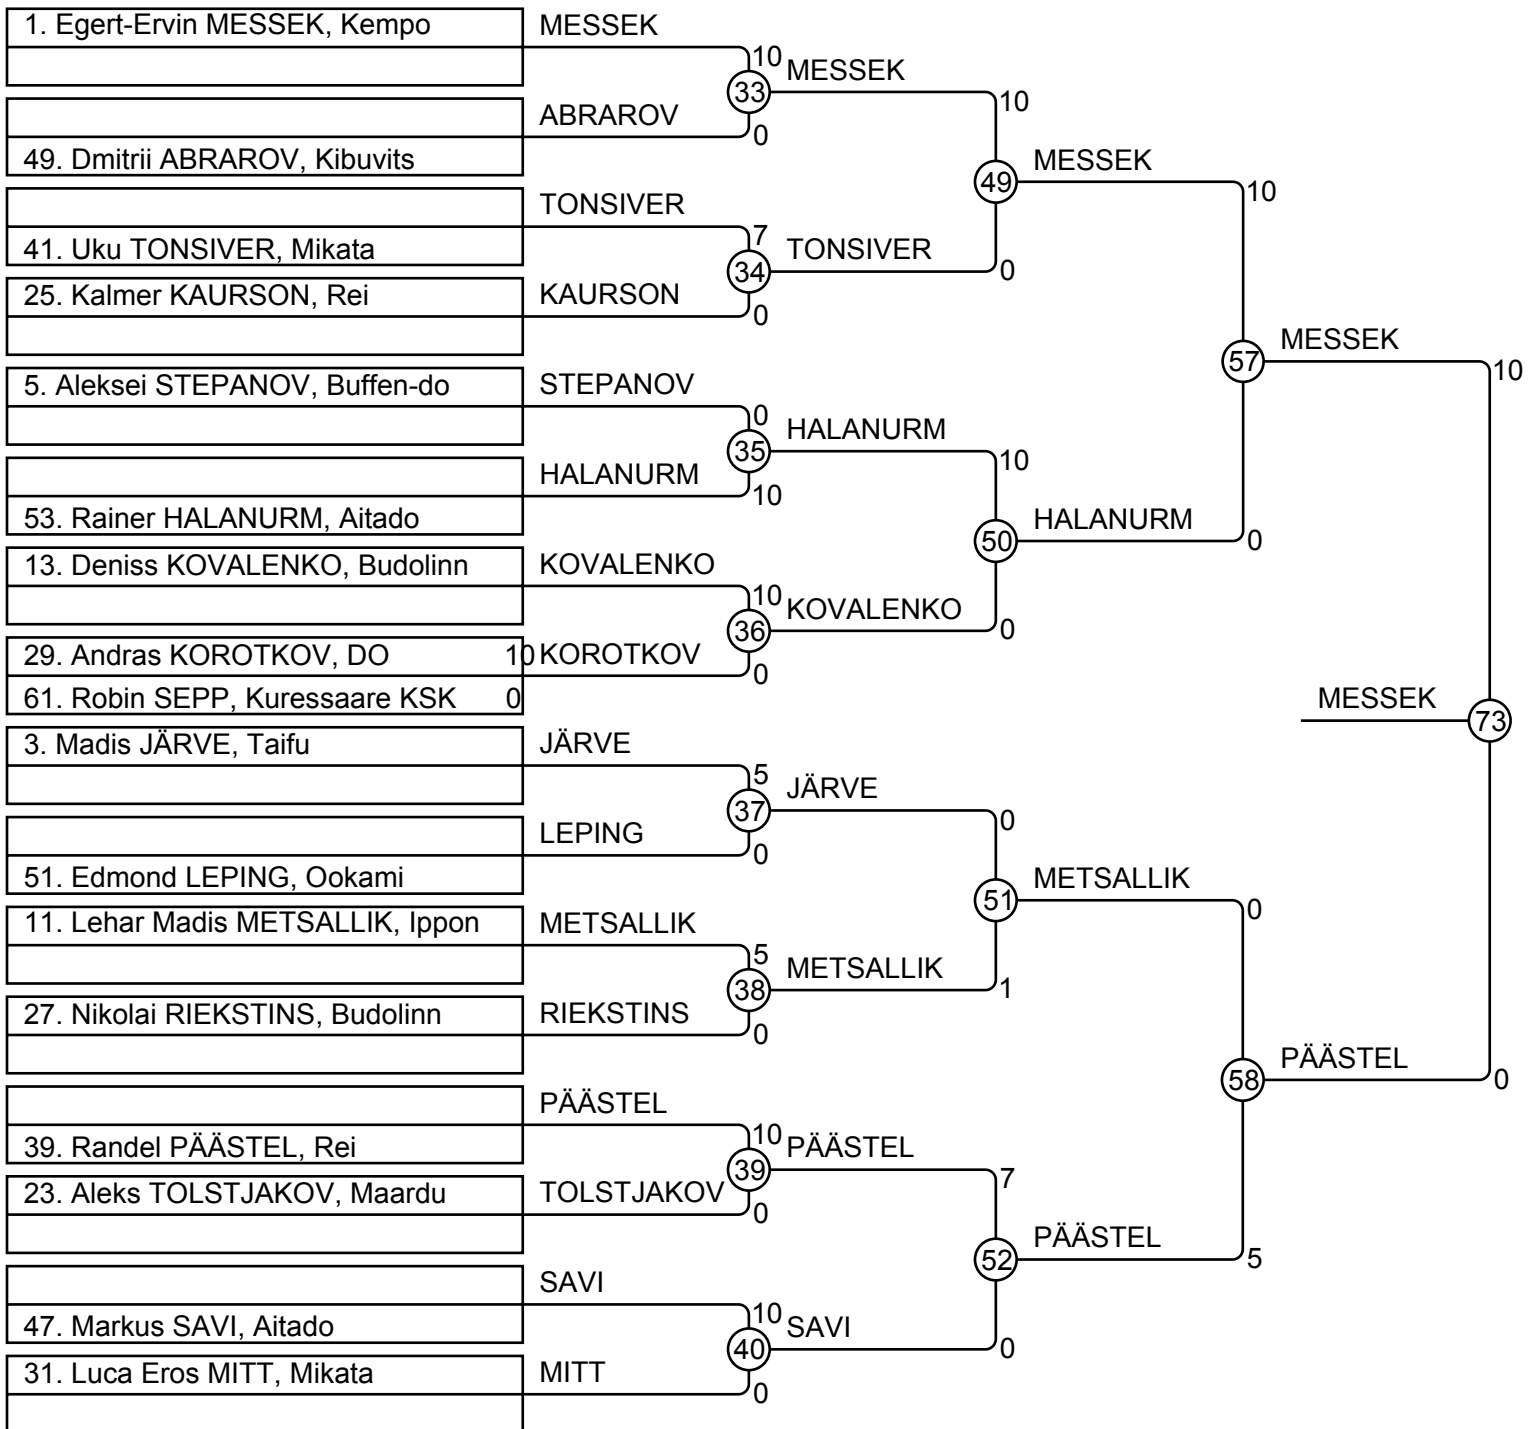 1. Egert-Ervin MESSEK, Kempo
49. Dmitrii ABRAROV, Kibuvits
41. Uku TONSIVER, Mikata
25. Kalmer KAURSON, Rei
5. Aleksei STEPANOV, Buffen-do
53. Rainer HALANURM, Aitado
13. Deniss KOVALENKO, Budolinn
29. Andras KOROTKOV, DO 10
61. Robin SEPP, Kuressaare KSK 0
3. Madis JÄRVE, Taifu
51. Edmond LEPING, Ookami
11. Lehar Madis METSALLIK, Ippon
27. Nikolai RIEKSTINS, Budolinn
39. Randel PÄÄSTEL, Rei
23. Aleks TOLSTJAKOV, Maardu
47. Markus SAVI, Aitado
31. Luca Eros MITT, Mikata
MESSEK
10
33
ABRAROV
0
TONSIVER
7
34
KAURSON
0
STEPANOV
0
35
HALANURM
10
KOVALENKO
10
36
KOROTKOV
0
JÄRVE
5
37
LEPING
0
METSALLIK
5
38
RIEKSTINS
0
PÄÄSTEL
10
39
TOLSTJAKOV
0
SAVI
10
40
MITT
0
MESSEK
10
49
TONSIVER
0
HALANURM
10
50
KOVALENKO
0
JÄRVE
0
51
METSALLIK
1
PÄÄSTEL
7
52
SAVI
0
MESSEK
10
57
HALANURM
0
METSALLIK
0
58
PÄÄSTEL
5
MESSEK
10
MESSEK
73
PÄÄSTEL
0